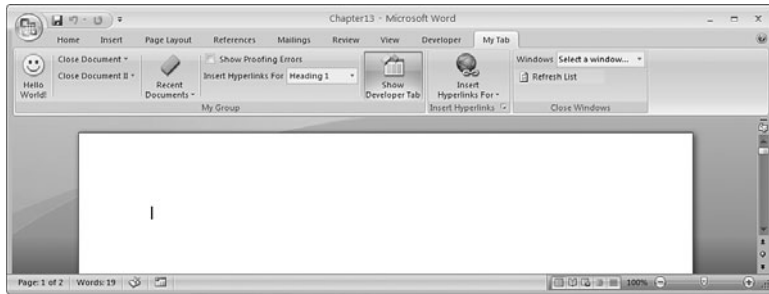 Chapter13 - Microsoft Word
Home Insert Page Layout References Mailings Review View Developer My Tab
Hello World!
Close Document
Close Document II
Recent Documents
Show Proofing Errors
Insert Hyperlinks For Heading 1
Show Developer Tab
My Group
Insert Hyperlinks For
Insert Hyperlinks
Windows Select a window...
Refresh List
Close Windows
Page: 1 of 2 Words: 19 100%